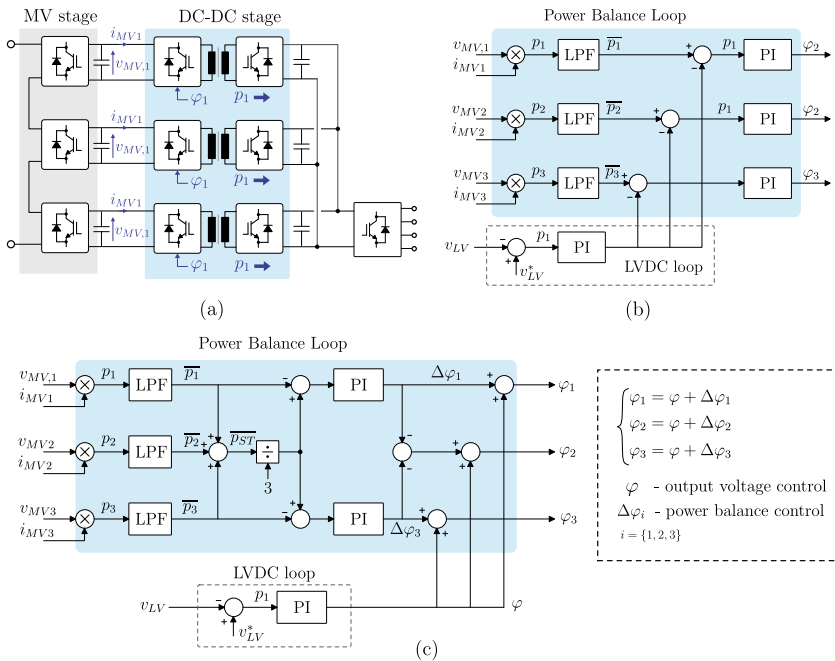 MV stage
DC-DC stage
i_{MV1}
v_{MV,1}
φ_1
p_1
i_{MV1}
v_{MV,1}
φ_1
p_1
i_{MV1}
v_{MV,1}
φ_1
p_1
(a)
Power Balance Loop
v_{MV,1}
i_{MV1}
p_1
LPF
\overline{p_1}
+
-
p_1
PI
φ_2
v_{MV2}
i_{MV2}
p_2
LPF
\overline{p_2}
+
-
p_1
PI
φ_2
v_{MV3}
i_{MV3}
p_3
LPF
\overline{p_3}
+
-
PI
φ_3
v_{LV}
-
+
v^*_{LV}
p_1
PI
LVDC loop
(b)
Power Balance Loop
v_{MV,1}
i_{MV1}
p_1
LPF
\overline{p_1}
-
+
PI
Δφ_1
+
+
φ_1
v_{MV2}
i_{MV2}
p_2
LPF
\overline{p_2}
+
+
+
\overline{p_{ST}}
÷
3
-
-
+
+
φ_2
v_{MV3}
i_{MV3}
p_3
LPF
\overline{p_3}
+
-
PI
Δφ_3
+
+
φ_3
LVDC loop
v_{LV}
-
+
v^*_{LV}
p_1
PI
φ
(c)
φ_1 = φ + Δφ_1
φ_2 = φ + Δφ_2
φ_3 = φ + Δφ_3
φ - output voltage control
Δφ_i - power balance control
i = {1, 2, 3}